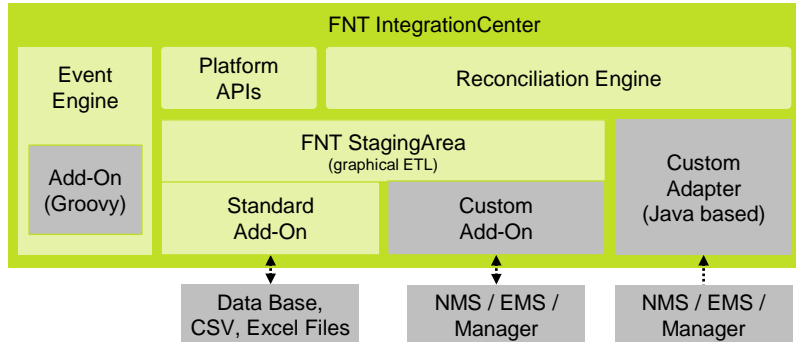 FNT IntegrationCenter
Event
Engine
Add-On
(Groovy)
Platform
APIs
Reconciliation Engine
FNT StagingArea
(graphical ETL)
Standard
Add-On
Custom
Add-On
Custom
Adapter
(Java based)
Data Base,
CSV, Excel Files
NMS / EMS /
Manager
NMS / EMS /
Manager